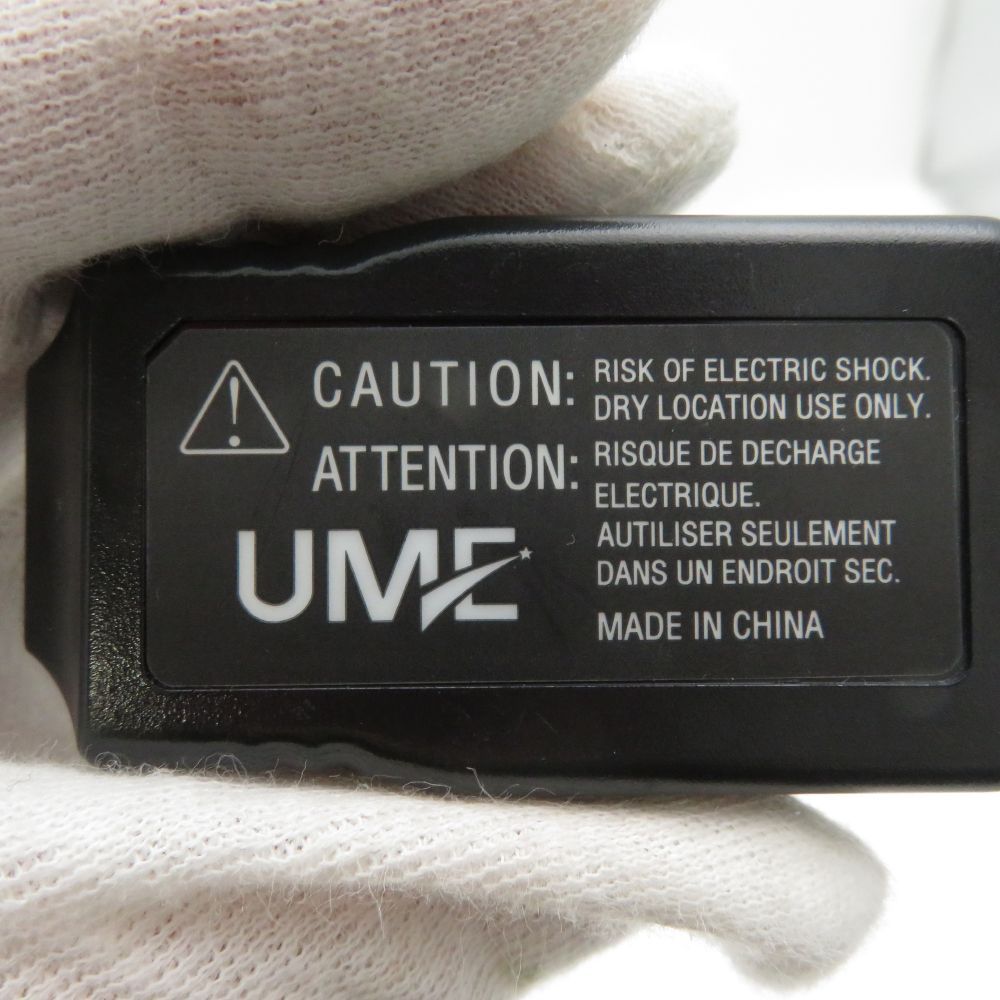 CAUTION: RISK OF ELECTRIC SHOCK.
DRY LOCATION USE ONLY.
ATTENTION: RISQUE DE DECHARGE
ELECTRIQUE.
AUTILISER SEULEMENT
DANS UN ENDROIT SEC.
UME
MADE IN CHINA